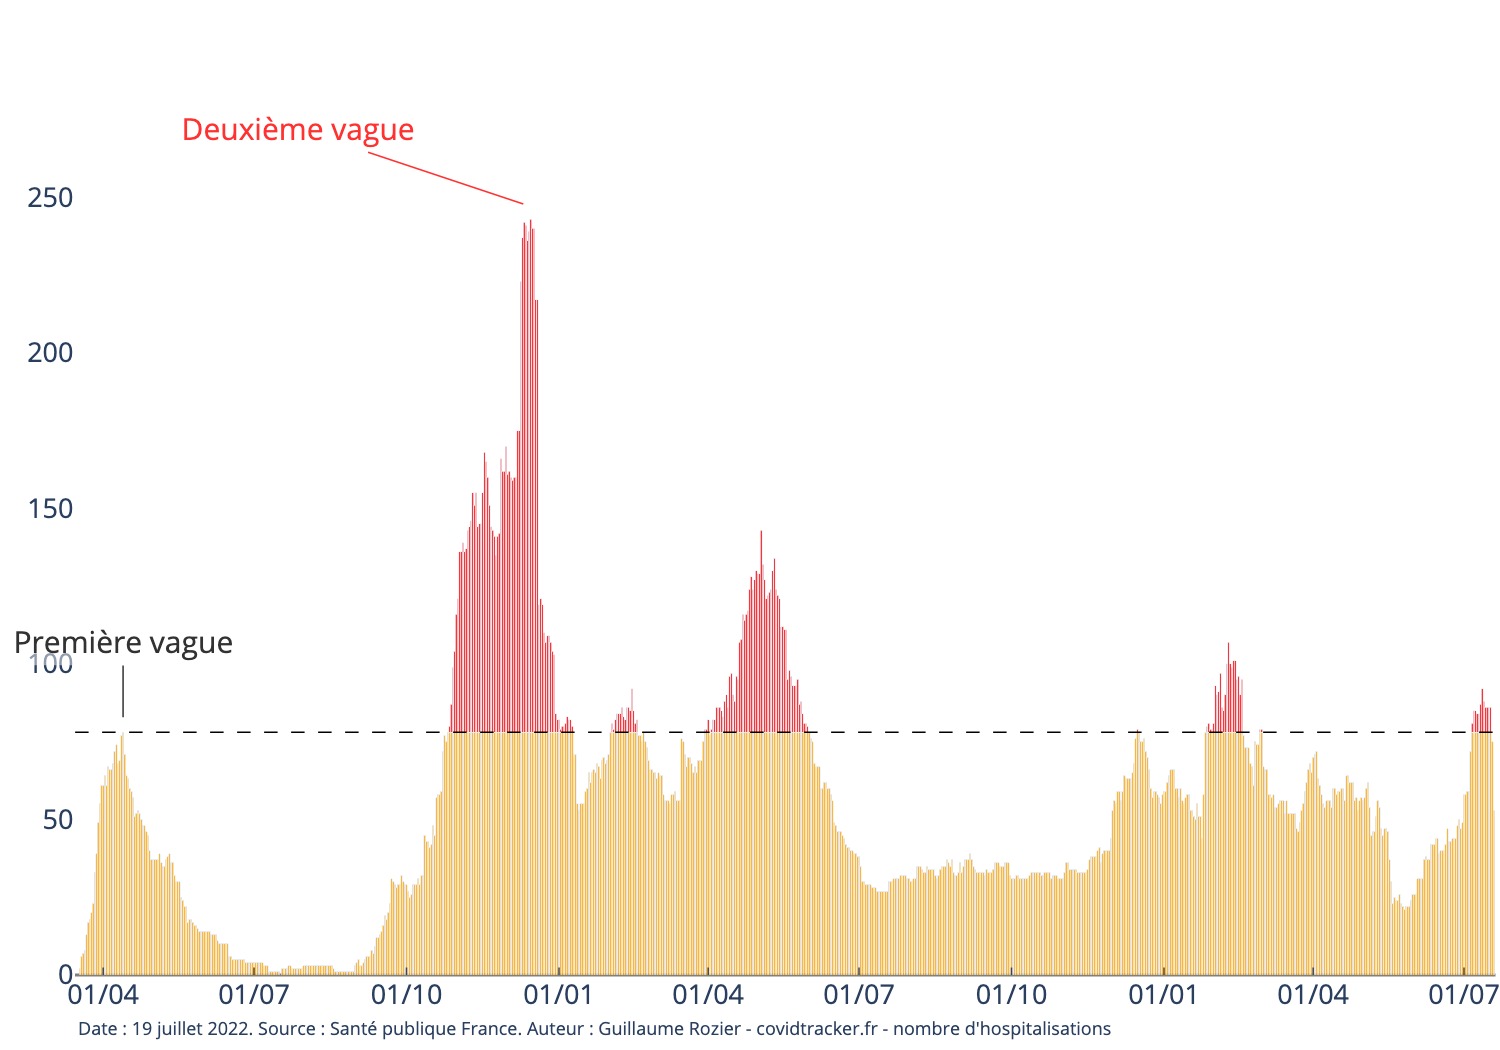 Deuxième vague
250
200
150
Première vague
100
50
0
01/04 01/07 01/10 01/01 01/04 01/07 01/10 01/01 01/04 01/07
Date : 19 juillet 2022. Source : Santé publique France. Auteur : Guillaume Rozier - covidtracker.fr - nombre d'hospitalisations